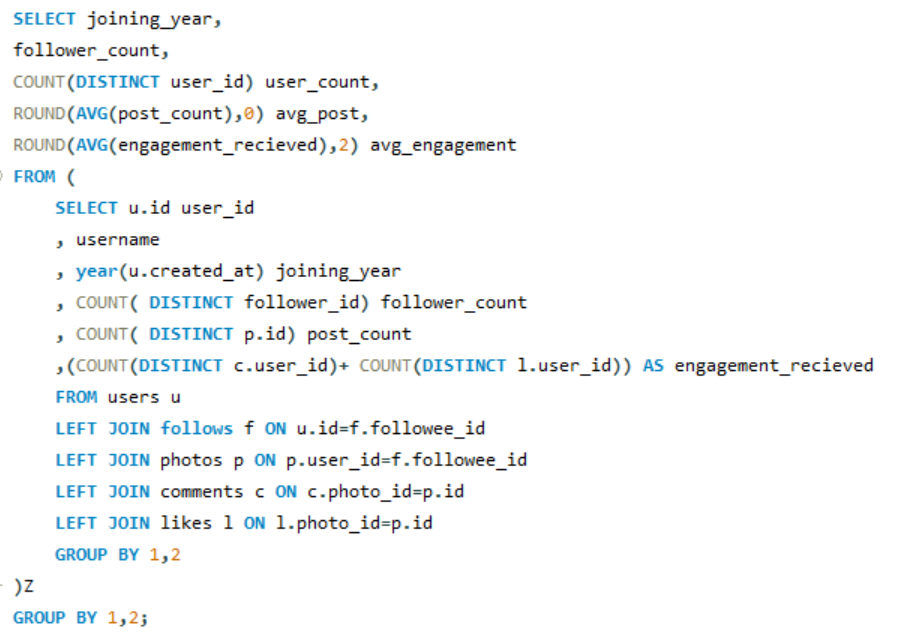 SELECT joining_year,
follower_count,
COUNT(DISTINCT user_id) user_count,
ROUND(AVG(post_count),0) avg_post,
ROUND(AVG(engagement_recieved),2) avg_engagement
FROM (
SELECT u.id user_id
, username
, year(u.created_at) joining_year
, COUNT( DISTINCT follower_id) follower_count
, COUNT( DISTINCT p.id) post_count
,(COUNT(DISTINCT c.user_id)+ COUNT(DISTINCT l.user_id)) AS engagement_recieved
FROM users u
LEFT JOIN follows f ON u.id=f.followee_id
LEFT JOIN photos p ON p.user_id=f.followee_id
LEFT JOIN comments c ON c.photo_id=p.id
LEFT JOIN likes l ON l.photo_id=p.id
GROUP BY 1,2
)Z
GROUP BY 1,2;